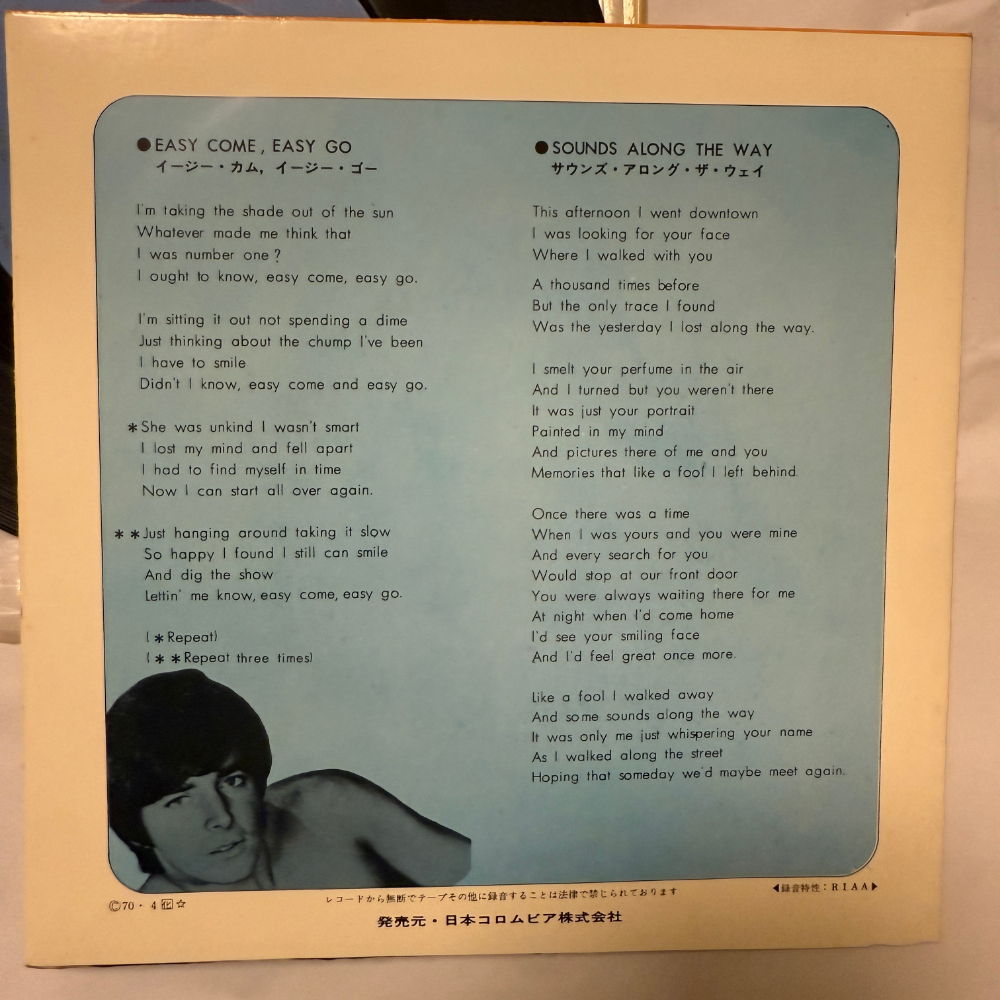 ●EASY COME, EASY GO
イージー・カム, イージー・ゴー
I'm taking the shade out of the sun
Whatever made me think that
I was number one?
I ought to know, easy come, easy go.
I'm sitting it out not spending a dime
Just thinking about the chump I've been
I have to smile
Didn't I know, easy come and easy go.
*She was unkind I wasn't smart
I lost my mind and fell apart
I had to find myself in time
Now I can start all over again.
**Just hanging around taking it slow
So happy I found I still can smile
And dig the show
Lettin' me know, easy come, easy go.
(*Repeat)
(**Repeat three times)
●SOUNDS ALONG THE WAY
サウンズ・アロング・ザ・ウェイ
This afternoon I went downtown
I was looking for your face
Where I walked with you
A thousand times before
But the only trace I found
Was the yesterday I lost along the way.
I smelt your perfume in the air
And I turned but you weren't there
It was just your portrait
Painted in my mind
And pictures there of me and you
Memories that like a fool I left behind.
Once there was a time
When I was yours and you were mine
And every search for you
Would stop at our front door
You were always waiting there for me
At night when I'd come home
I'd see your smiling face
And I'd feel great once more.
Like a fool I walked away
And some sounds along the way
It was only me just whispering your name
As I walked along the street
Hoping that someday we'd maybe meet again.
◀録音特性：RIAA▶
レコードから無断でテープその他に録音することは法律で禁じられております
©70・4 ☆
発売元・日本コロムビア株式会社